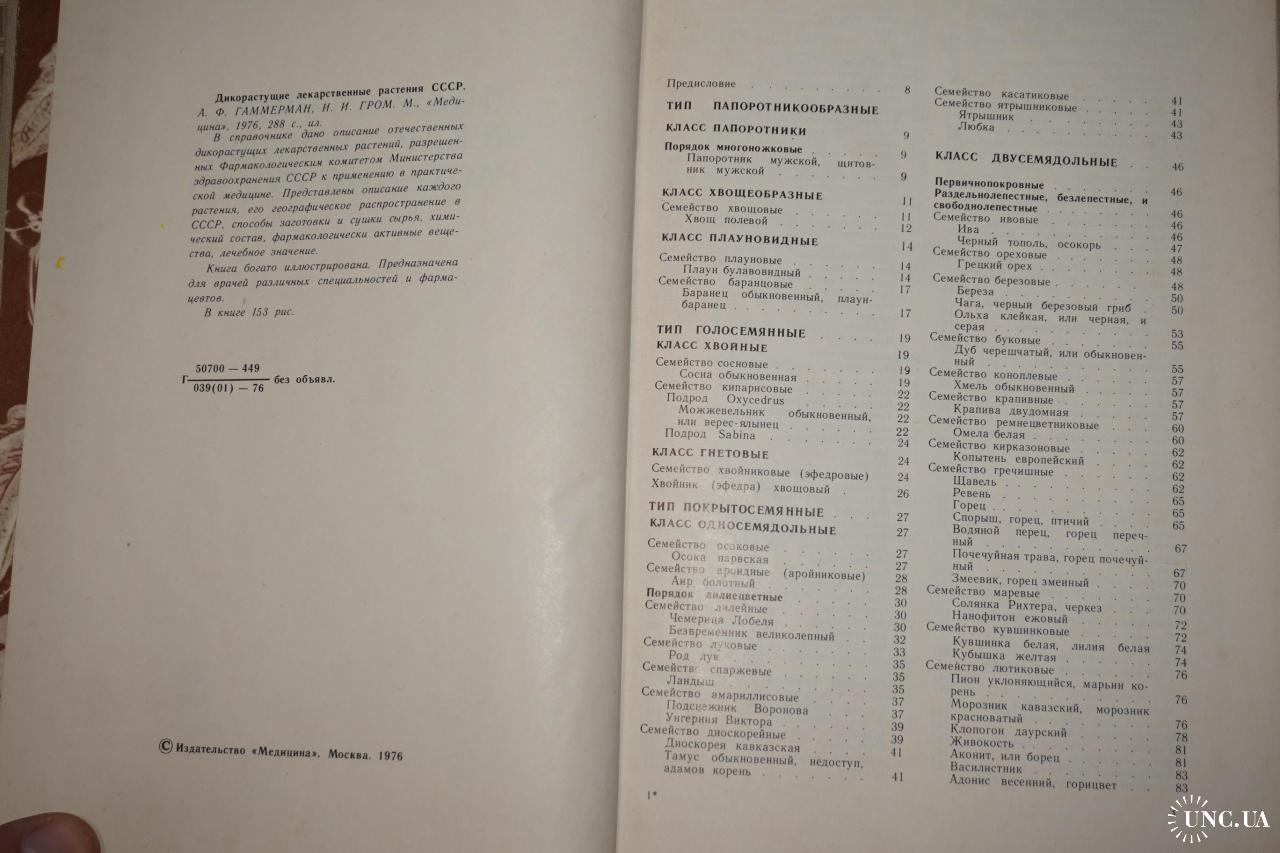 Дикорастущие лекарственные растения СССР.
А. Ф. ГАММЕРМАН, И. И. ГРОМ. М., «Меди-
цина», 1976, 288 с., ил.
В справочнике дано описание отечественных
дикорастущих лекарственных растений, разрешен-
ных Фармакологическим комитетом Министерства
здравоохранения СССР к применению в практиче-
ской медицине. Представлены описание каждого
растения, его географическое распространение в
СССР, способы заготовки и сушки сырья, хими-
ческий состав, фармакологически активные веще-
ства, лечебное значение.
Книга богато иллюстрирована. Предназначена
для врачей различных специальностей и фарма-
цевтов.
В книге 153 рис.
50700 — 449
Г без объявл.
039(01) — 76
© Издательство «Медицина». Москва. 1976
Предисловие . . . . . . . . 8
ТИП ПАПОРОТНИКООБРАЗНЫЕ
КЛАСС ПАПОРОТНИКИ 9
Порядок многоножковые . . . . . 9
Папоротник мужской, щитов-
ник мужской . . . . . . 9
КЛАСС ХВОЩЕОБРАЗНЫЕ 11
Семейство хвощовые . . . . . 11
Хвощ полевой . . . . . . 12
КЛАСС ПЛАУНОВИДНЫЕ 14
Семейство плауновые . . . . . 14
Плаун булавовидный . . . . 14
Семейство баранцовые . . . . 17
Баранец обыкновенный, плаун-
баранец . . . . . . . . 17
ТИП ГОЛОСЕМЯННЫЕ . . . . 19
КЛАСС ХВОЙНЫЕ 19
Семейство сосновые . . . . . 19
Сосна обыкновенная . . . . 19
Семейство кипарисовые . . . . 22
Подрод Oxycedrus . . . . . 22
Можжевельник обыкновенный,
или верес-ялынец . . . . . 22
Подрод Sabina . . . . . . 24
КЛАСС ГНЕТОВЫЕ 24
Семейство хвойниковые (эфедровые) 24
Хвойник (эфедра) хвощовый . 26
ТИП ПОКРЫТОСЕМЯННЫЕ . . . 27
КЛАСС ОДНОСЕМЯДОЛЬНЫЕ 27
Семейство осоковые . . . . . 27
Осока парвская . . . . . 27
Семейство ароидные (аройниковые) 28
Аир болотный . . . . . . 28
Порядок лилиецветные . . . . 30
Семейство лилейные . . . . . 30
Чемерица Лобеля . . . . . 30
Безвременник великолепный . . 32
Семейство луковые . . . . . 33
Род лук . . . . . . . . 35
Семейство спаржевые . . . . 35
Ландыш . . . . . . . . 35
Семейство амариллисовые . . . 37
Подснежник Воронова . . . . 37
Унгерния Виктора . . . . . 39
Семейство диоскорейные . . . 39
Диоскорея кавказская . . . . 41
Тамус обыкновенный, недоступ,
адамов корень . . . . . . 41
1*
Семейство касатиковые . . . . 41
Семейство ятрышниковые . . . 41
Ятрышник . . . . . . . 43
Любка . . . . . . . . 43
КЛАСС ДВУСЕМЯДОЛЬНЫЕ . . 46
Первичнопокровные . . . . . 46
Раздельнолепестные, безлепестные, и
свободнолепестные . . . . . 46
Семейство ивовые . . . . . 46
Ива . . . . . . . . . 46
Черный тополь, осокорь . . . 47
Семейство ореховые . . . . . 48
Грецкий орех . . . . . . 48
Семейство березовые . . . . . 48
Береза . . . . . . . . 50
Чага, черный березовый гриб . 50
Ольха клейкая, или черная, и
серая . . . . . . . . 53
Семейство буковые . . . . . 55
Дуб черешчатый, или обыкновен-
ный . . . . . . . . . 55
Семейство коноплевые . . . . 57
Хмель обыкновенный . . . . 57
Семейство крапивные . . . . . 57
Крапива двудомная . . . . . 57
Семейство ремнецветниковые . . 60
Омела белая . . . . . . 60
Семейство кирказоновые . . . . 62
Копытень европейский . . . . 62
Семейство гречишные . . . . 62
Щавель . . . . . . . . 62
Ревень . . . . . . . . 65
Горец . . . . . . . . 65
Спорыш, горец, птичий . . . 65
Водяной перец, горец переч-
ный . . . . . . . . . 67
Почечуйная трава, горец почечуй-
ный . . . . . . . . . 67
Змеевик, горец змеиный . . . 70
Семейство маревые . . . . . 70
Солянка Рихтера, черкез . . . 70
Нанофитон ежовый . . . . . 72
Семейство кувшинковые . . . . 72
Кувшинка белая, лилия белая 74
Кубышка желтая . . . . . 74
Семейство лютиковые . . . . 76
Пион уклоняющийся, марьин ко-
рень . . . . . . . . . 76
Морозник кавазский, морозник
красноватый . . . . . . 76
Клопогон даурский . . . . . 78
Живокость . . . . . . . 81
Аконит, или борец . . . . . 81
Василистник . . . . . . . 83
Адонис весенний, горицвет . . 83
UNC.UA